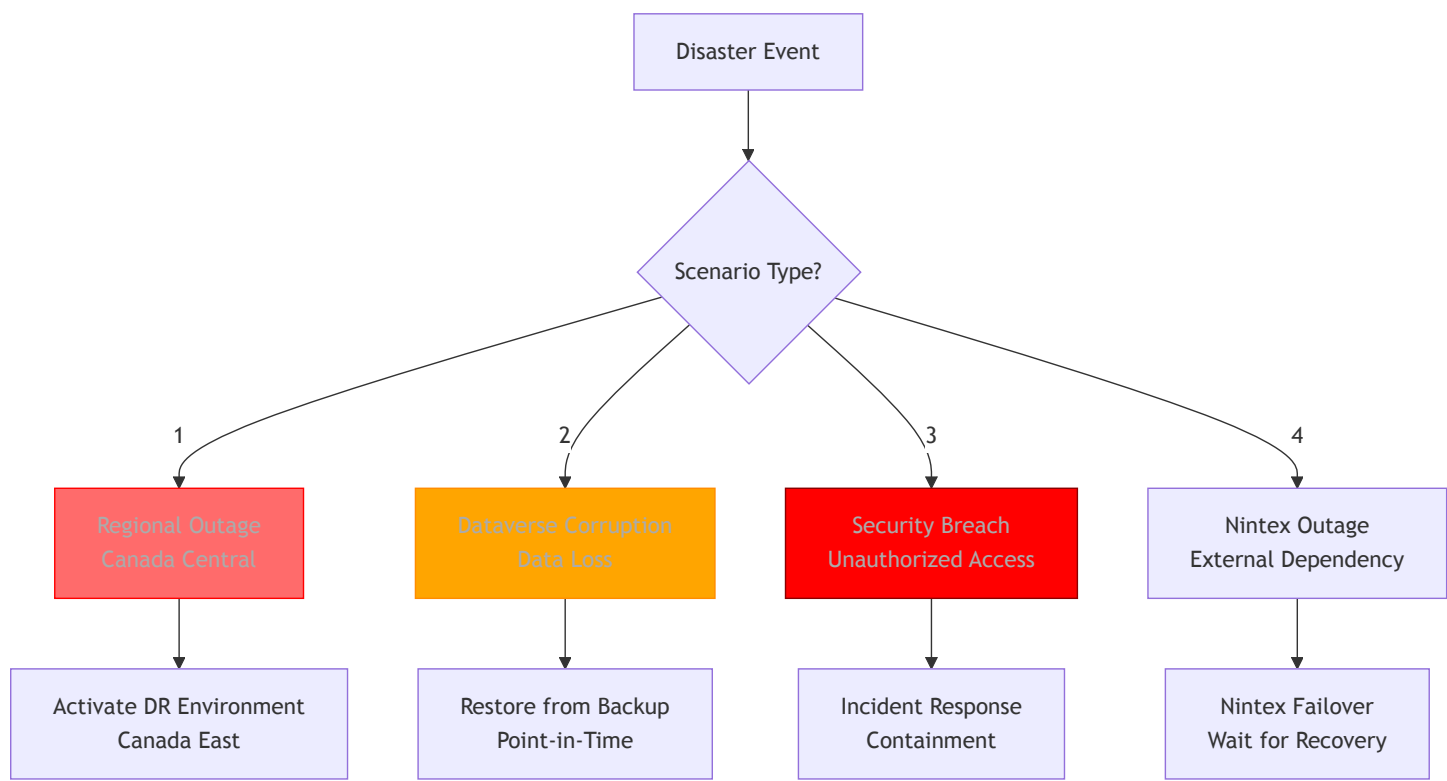 Disaster Event
Scenario Type?
1
2
3
4
Regional Outage
Canada Central
Dataverse Corruption
Data Loss
Security Breach
Unauthorized Access
Nintex Outage
External Dependency
Activate DR Environment
Canada East
Restore from Backup
Point-in-Time
Incident Response
Containment
Nintex Failover
Wait for Recovery